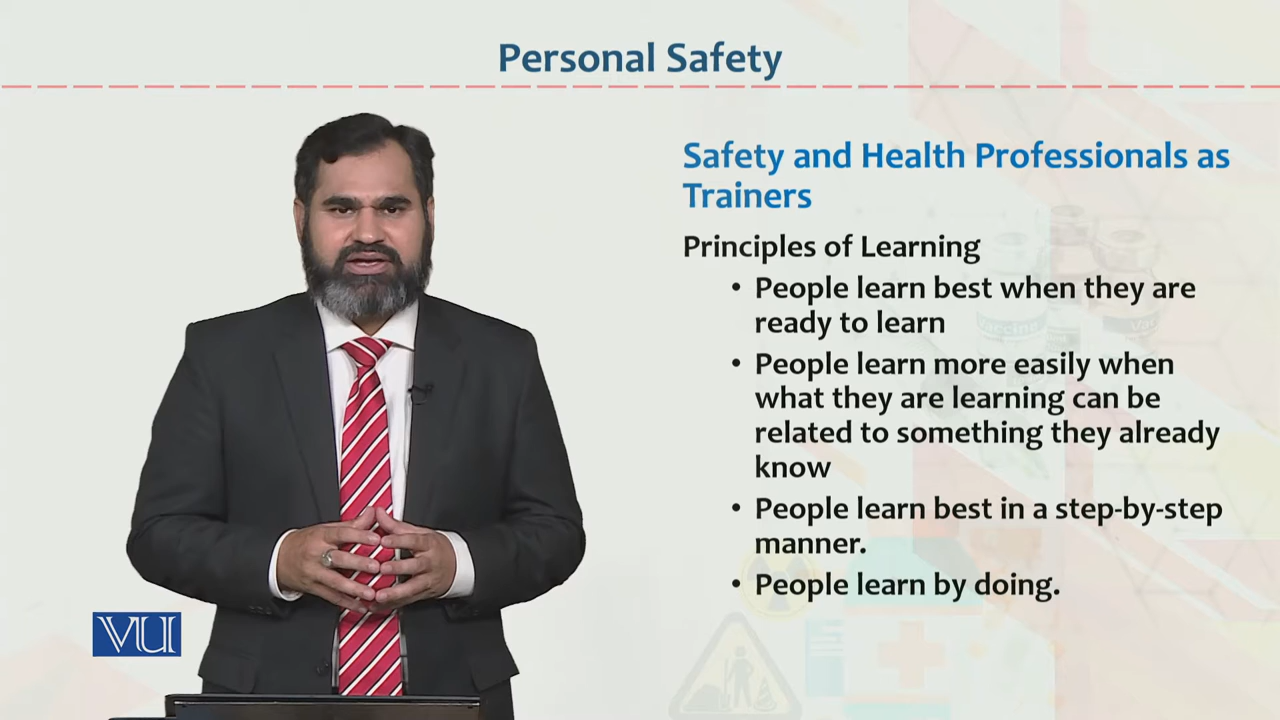 Personal Safety
Safety and Health Professionals as
Trainers
Principles of Learning
• People learn best when they are
ready to learn
• People learn more easily when
what they are learning can be
related to something they already
know
• People learn best in a step-by-step
manner.
• People learn by doing.
VU
Vaccine